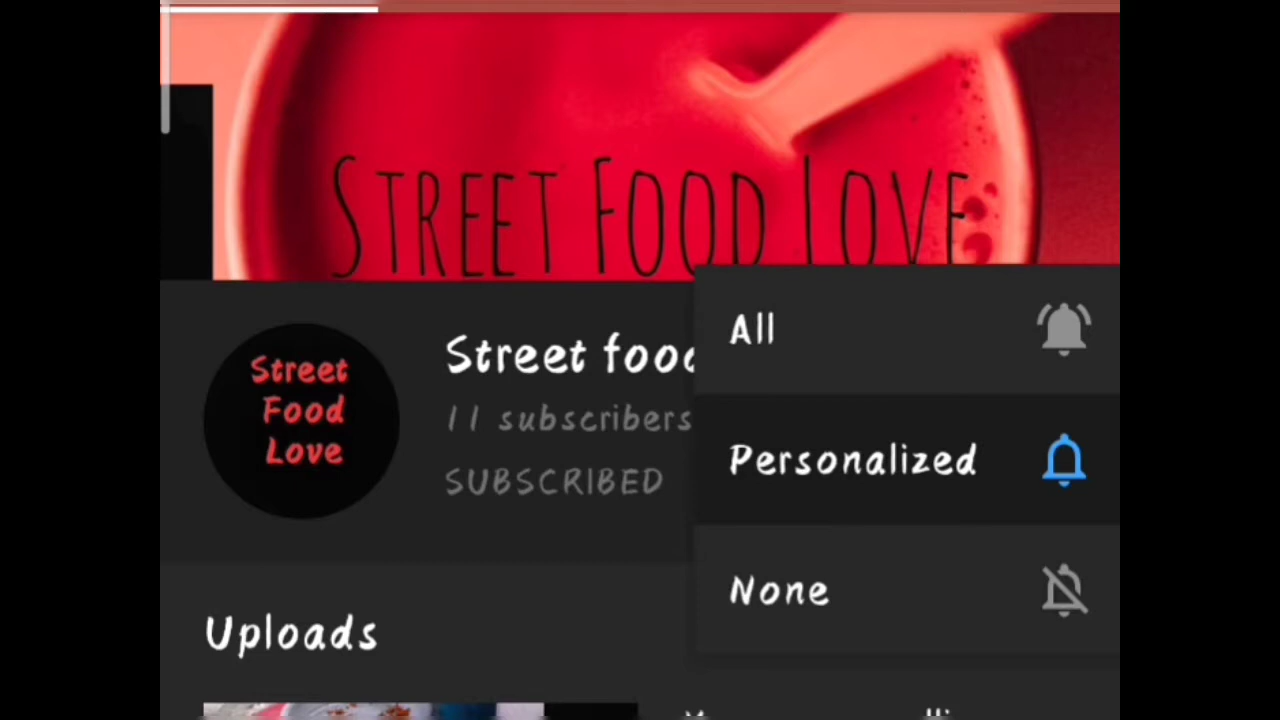 STREET FOOD LOVE
Street
Food
Love
Street food
11 subscribers
SUBSCRIBED
All
Personalized
None
Uploads